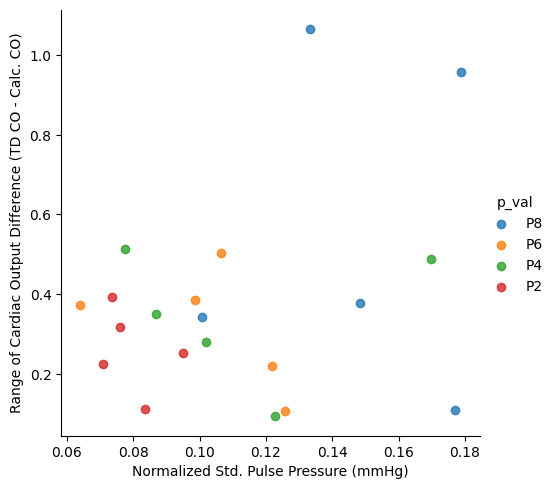 Range of Cardiac Output Difference (TD CO - Calc. CO)
1.0
0.8
0.6
0.4
0.2
0.06 0.08 0.10 0.12 0.14 0.16 0.18
Normalized Std. Pulse Pressure (mmHg)
p_val
P8
P6
P4
P2